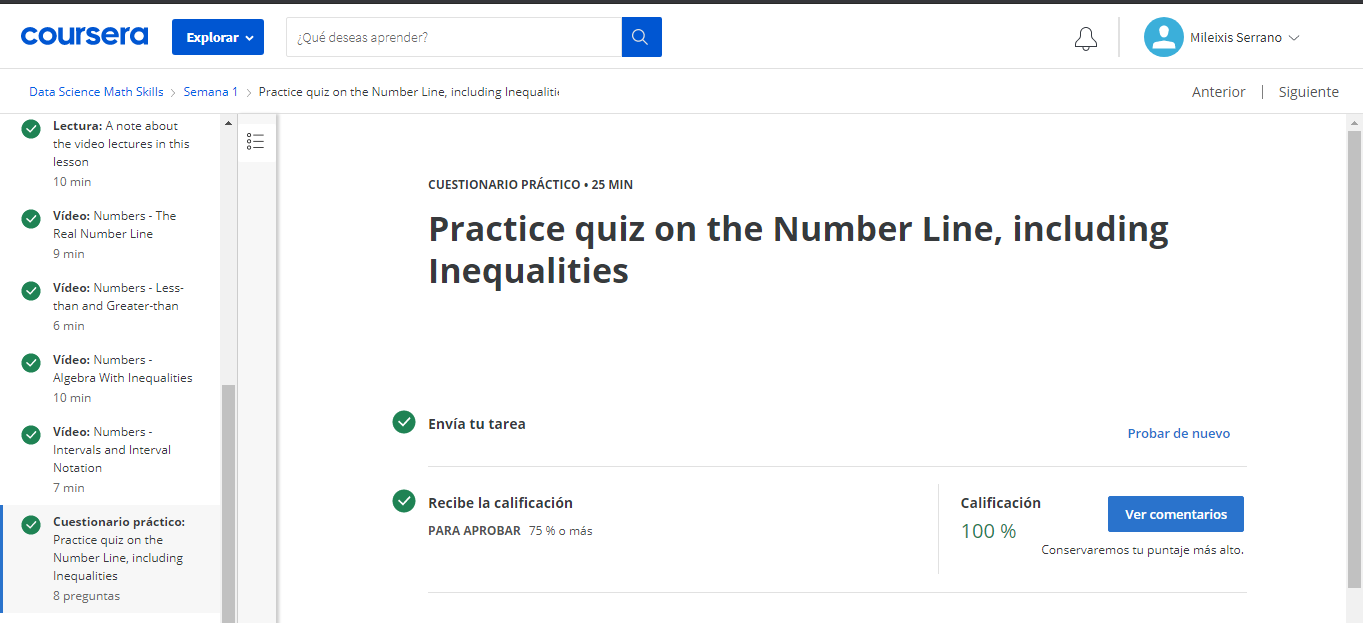 coursera
Explorar
¿Qué deseas aprender?
Mileixis Serrano
Data Science Math Skills
Semana 1
Practice quiz on the Number Line, including
Anterior | Siguiente
Lectura: A note about
the video lectures in this
lesson
10 min
Vídeo: Numbers - The
Real Number Line
9 min
Vídeo: Numbers - Less-
than and Greater-than
6 min
Vídeo: Numbers -
Algebra With Inequalities
10 min
Vídeo: Numbers -
Intervals and Interval
Notation
7 min
Cuestionario práctico:
Practice quiz on the
Number Line, including
Inequalities
8 preguntas
CUESTIONARIO PRÁCTICO • 25 MIN
Practice quiz on the Number Line, including
Inequalities
Envía tu tarea
Probar de nuevo
Recibe la calificación
PARA APROBAR 75 % o más
Calificación
100 %
Ver comentarios
Conservaremos tu puntaje más alto.